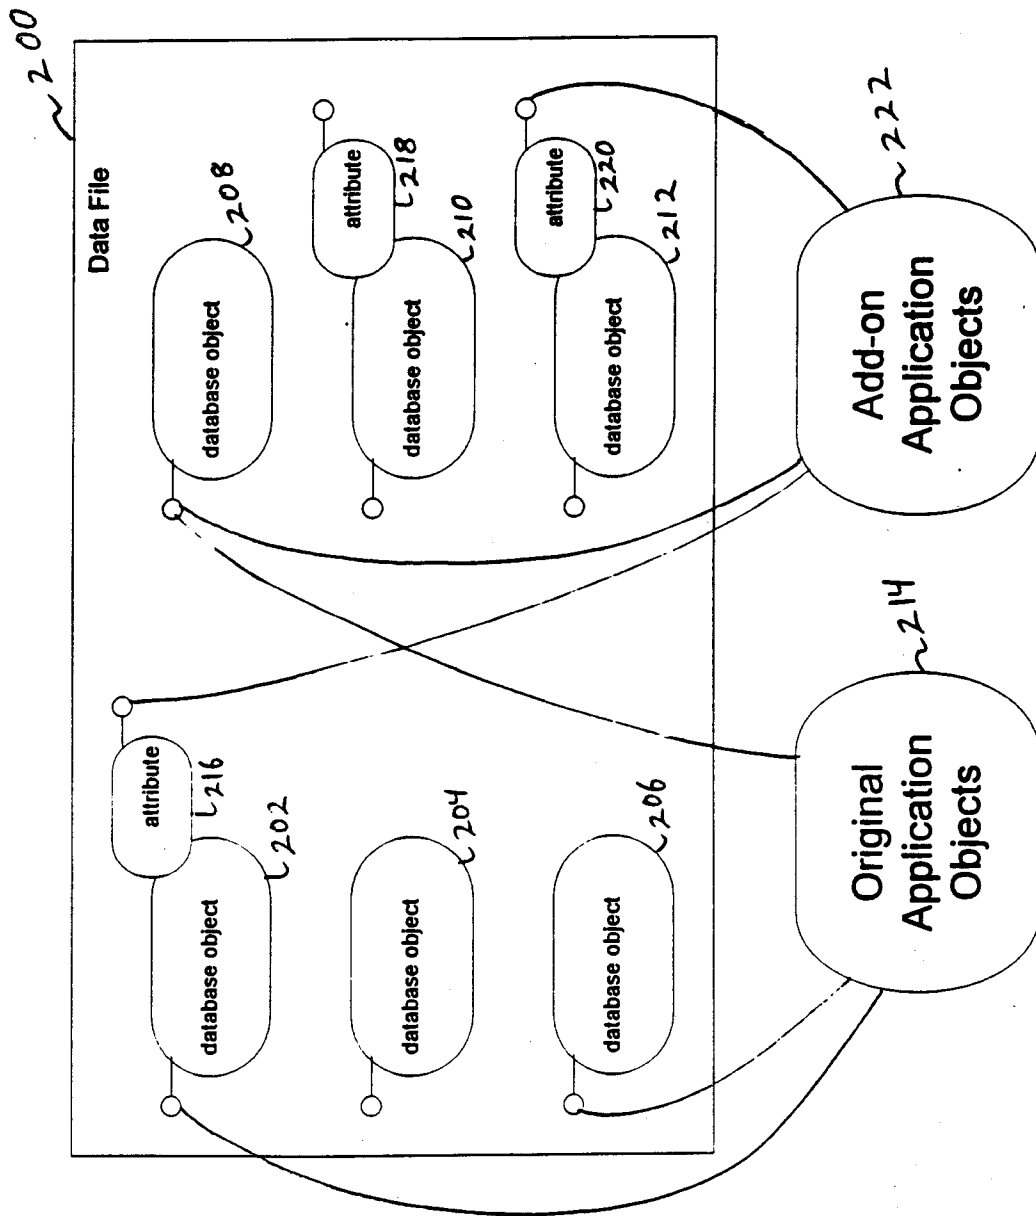 200
Data File
attribute
216
database object
202
database object
208
database object
204
attribute
218
database object
210
database object
206
attribute
220
database object
212
Original
Application
Objects
214
Add-on
Application
Objects
222